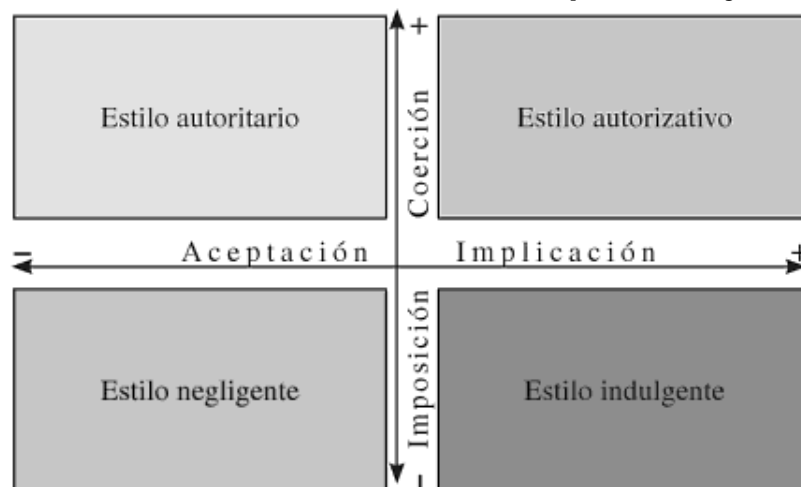 +
Estilo autoritario
Coerción
Estilo autorizativo
− Aceptación Implicación +
Estilo negligente
Imposición
Estilo indulgente